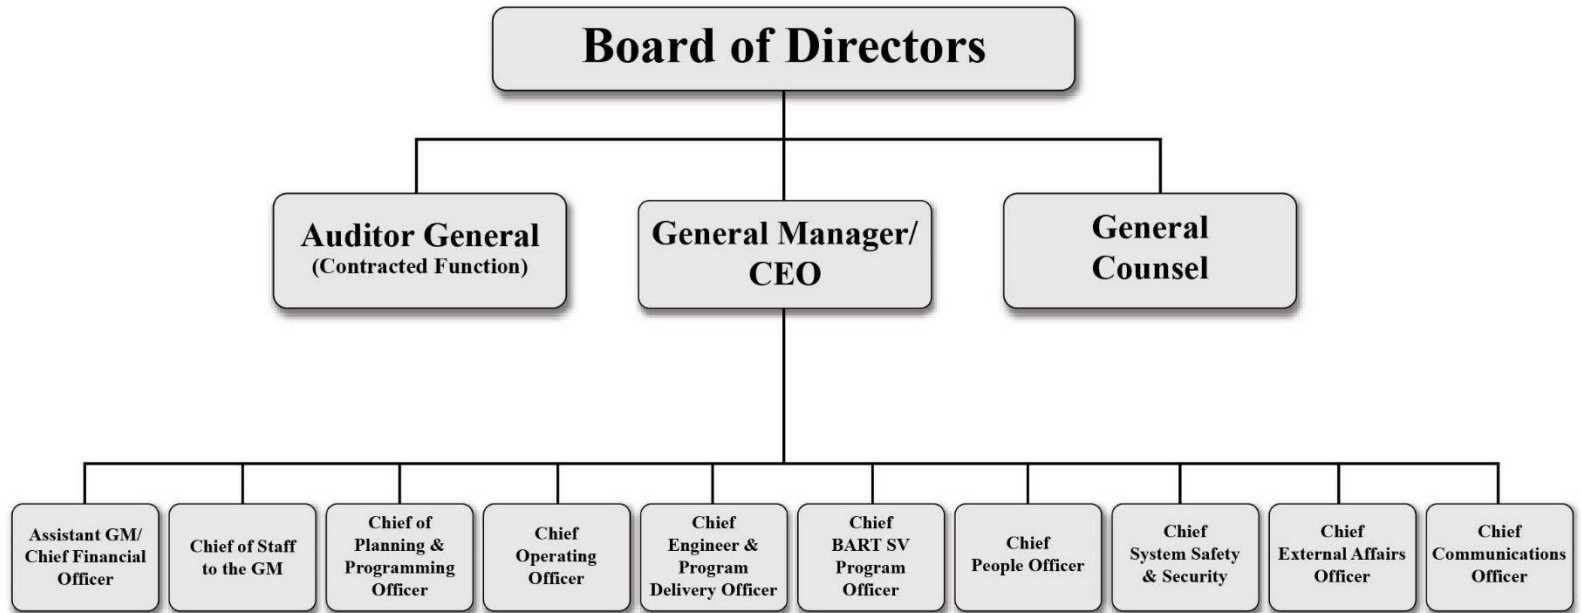 Board of Directors
Auditor General
(Contracted Function)
General Manager/
CEO
General
Counsel
Assistant GM/
Chief Financial
Officer
Chief of Staff
to the GM
Chief of
Planning &
Programming
Officer
Chief
Operating
Officer
Chief
Engineer &
Program
Delivery Officer
Chief
BART SV
Program
Officer
Chief
People Officer
Chief
System Safety
& Security
Chief
External Affairs
Officer
Chief
Communications
Officer